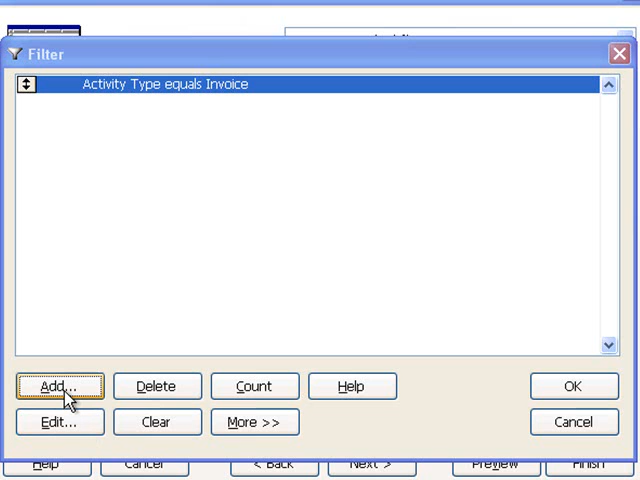 Filter
Activity Type equals Invoice
Add...
Delete
Count
Help
OK
Edit...
Clear
More >>
Cancel
Help
Cancel
< Back
Next >
Preview
Finish